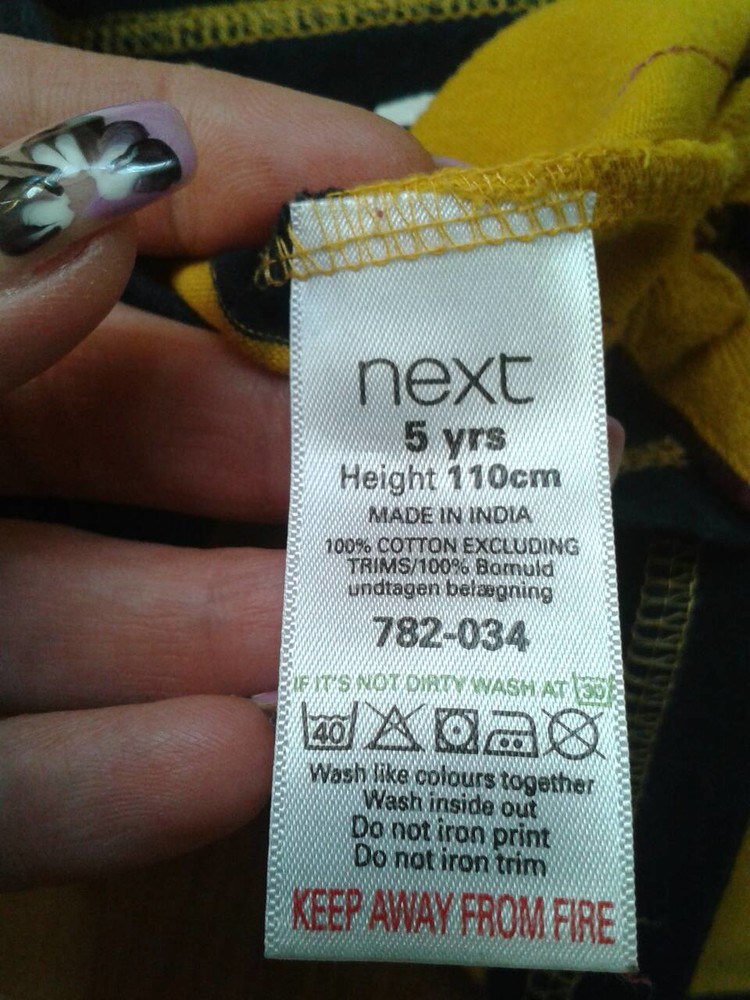 next
5 yrs
Height 110cm
MADE IN INDIA
100% COTTON EXCLUDING
TRIMS/100% Bomuld
undtagen belægning
782-034
IF IT'S NOT DIRTY WASH AT 30
40
Wash like colours together
Wash inside out
Do not iron print
Do not iron trim
KEEP AWAY FROM FIRE